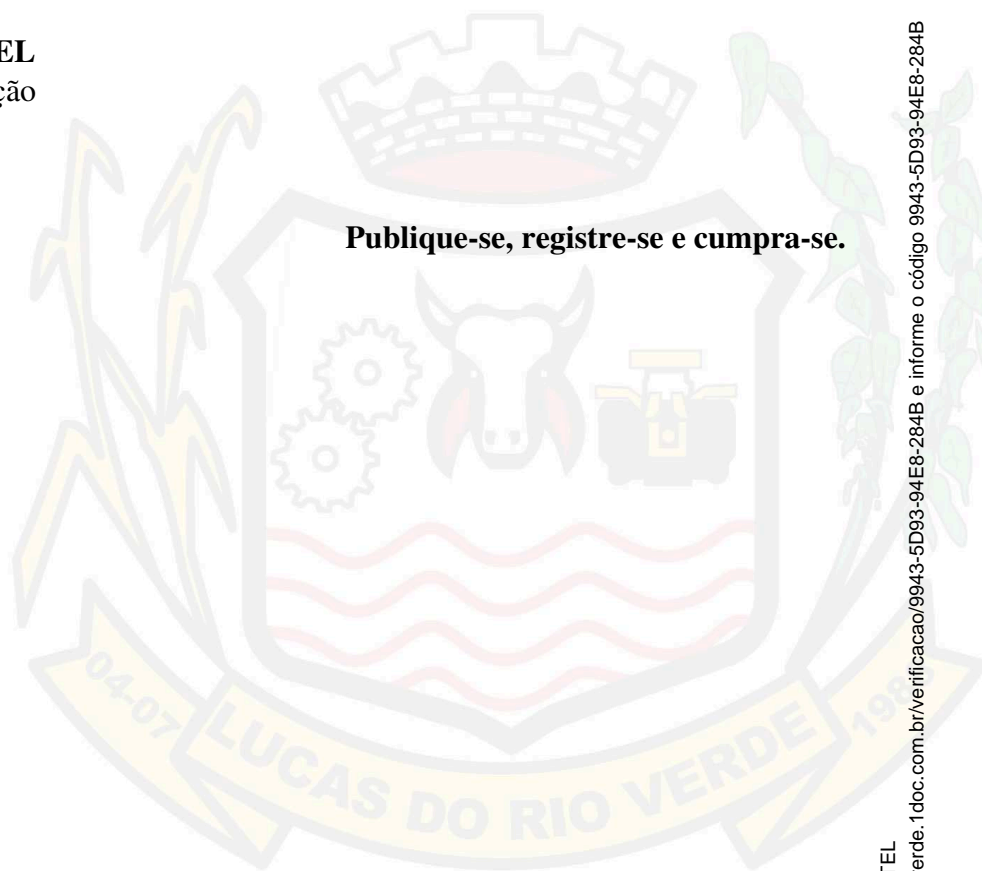 EL
ção
Publique-se, registre-se e cumpra-se.
04-07
LUCAS DO RIO VERDE
1988
TEL
erde.1doc.com.br/verificacao/9943-5D93-94E8-284B e informe o código 9943-5D93-94E8-284B